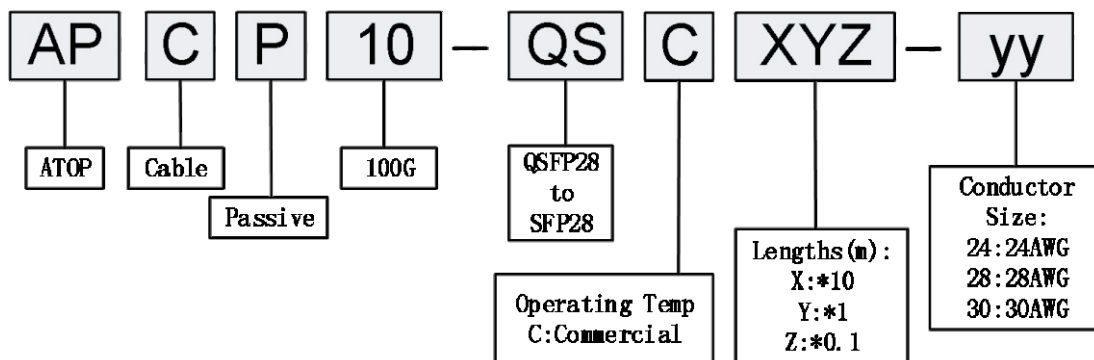 AP C P 10 - QS C XYZ - yy
ATOP
Cable
Passive
100G
QSFP28
to
SFP28
Operating Temp
C:Commercial
Lengths(m):
X:*10
Y:*1
Z:*0.1
Conductor
Size:
24:24AWG
28:28AWG
30:30AWG